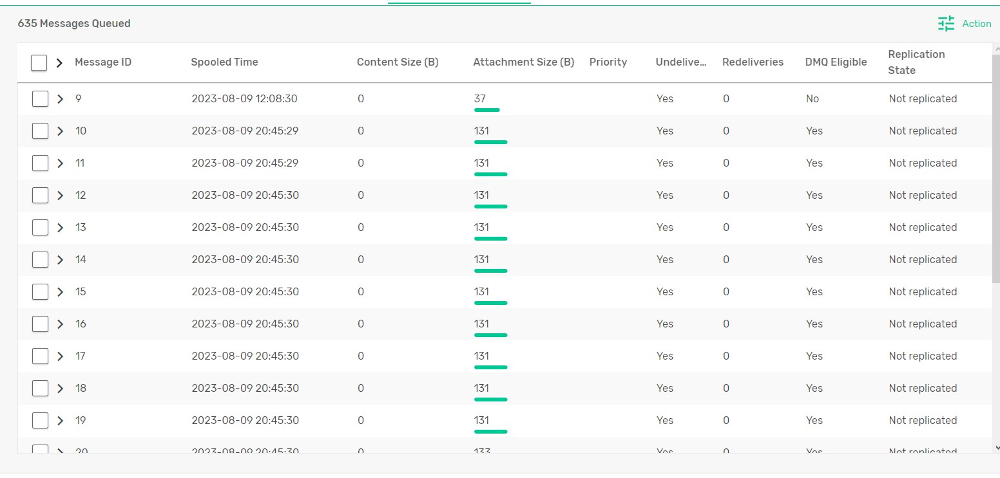 635 Messages Queued
Action
Message ID Spooled Time Content Size (B) Attachment Size (B) Priority Undelive... Redeliveries DMQ Eligible Replication State
9 2023-08-09 12:08:30 0 37 Yes 0 No Not replicated
10 2023-08-09 20:45:29 0 131 Yes 0 Yes Not replicated
11 2023-08-09 20:45:29 0 131 Yes 0 Yes Not replicated
12 2023-08-09 20:45:30 0 131 Yes 0 Yes Not replicated
13 2023-08-09 20:45:30 0 131 Yes 0 Yes Not replicated
14 2023-08-09 20:45:30 0 131 Yes 0 Yes Not replicated
15 2023-08-09 20:45:30 0 131 Yes 0 Yes Not replicated
16 2023-08-09 20:45:30 0 131 Yes 0 Yes Not replicated
17 2023-08-09 20:45:30 0 131 Yes 0 Yes Not replicated
18 2023-08-09 20:45:30 0 131 Yes 0 Yes Not replicated
19 2023-08-09 20:45:30 0 131 Yes 0 Yes Not replicated
20 2023-08-09 20:45:30 0 133 Yes 0 Yes Not replicated